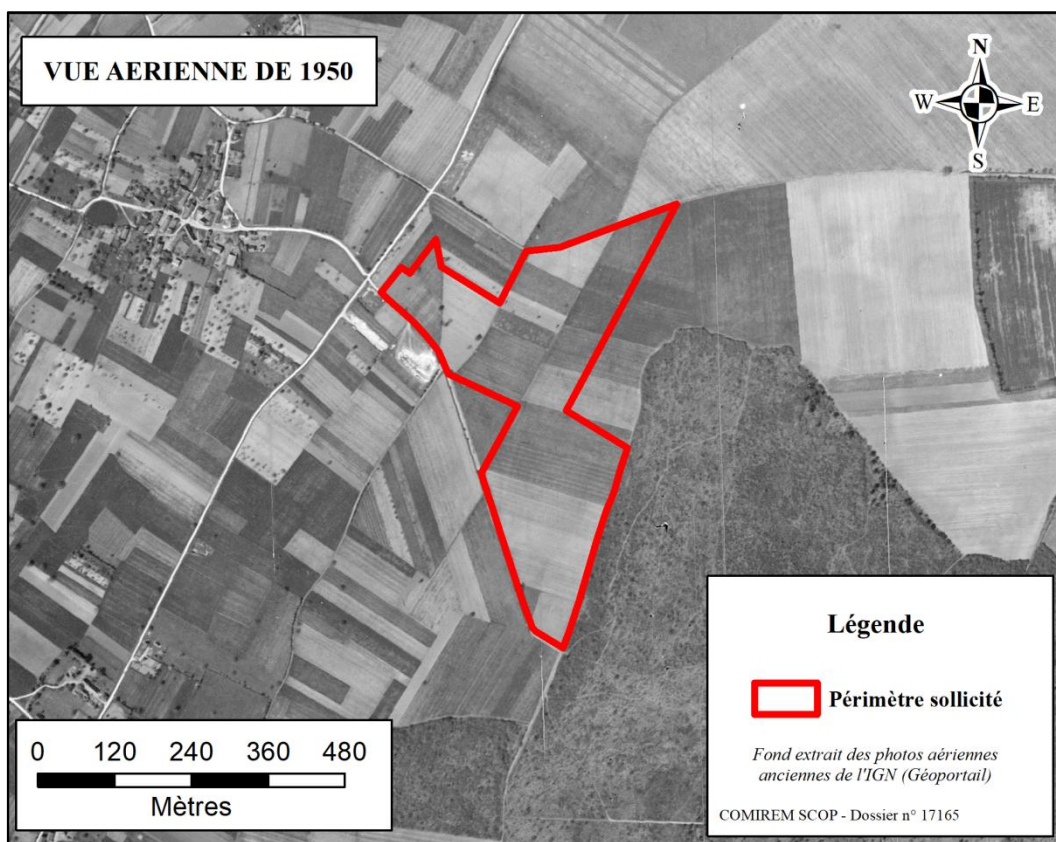 VUE AERIENNE DE 1950
N
W E
S
Légende
Périmètre sollicité
Fond extrait des photos aériennes
anciennes de l'IGN (Géoportail)
COMIREM SCOP - Dossier n° 17165
0 120 240 360 480
Mètres